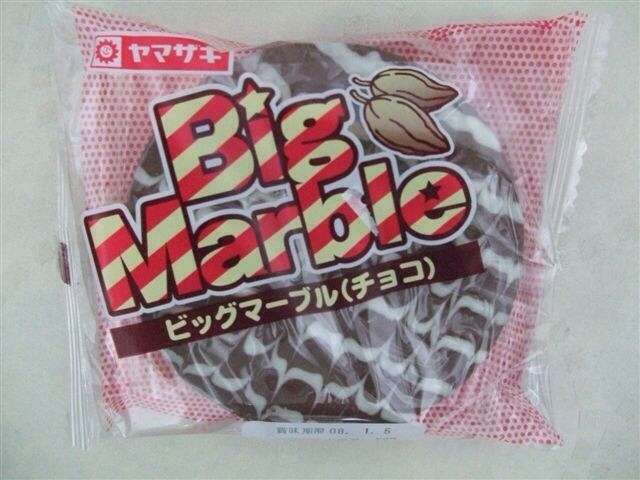 ヤマザキ
Big
Marble
ビッグマーブル(チョコ)
賞味期限 08. 1. 5